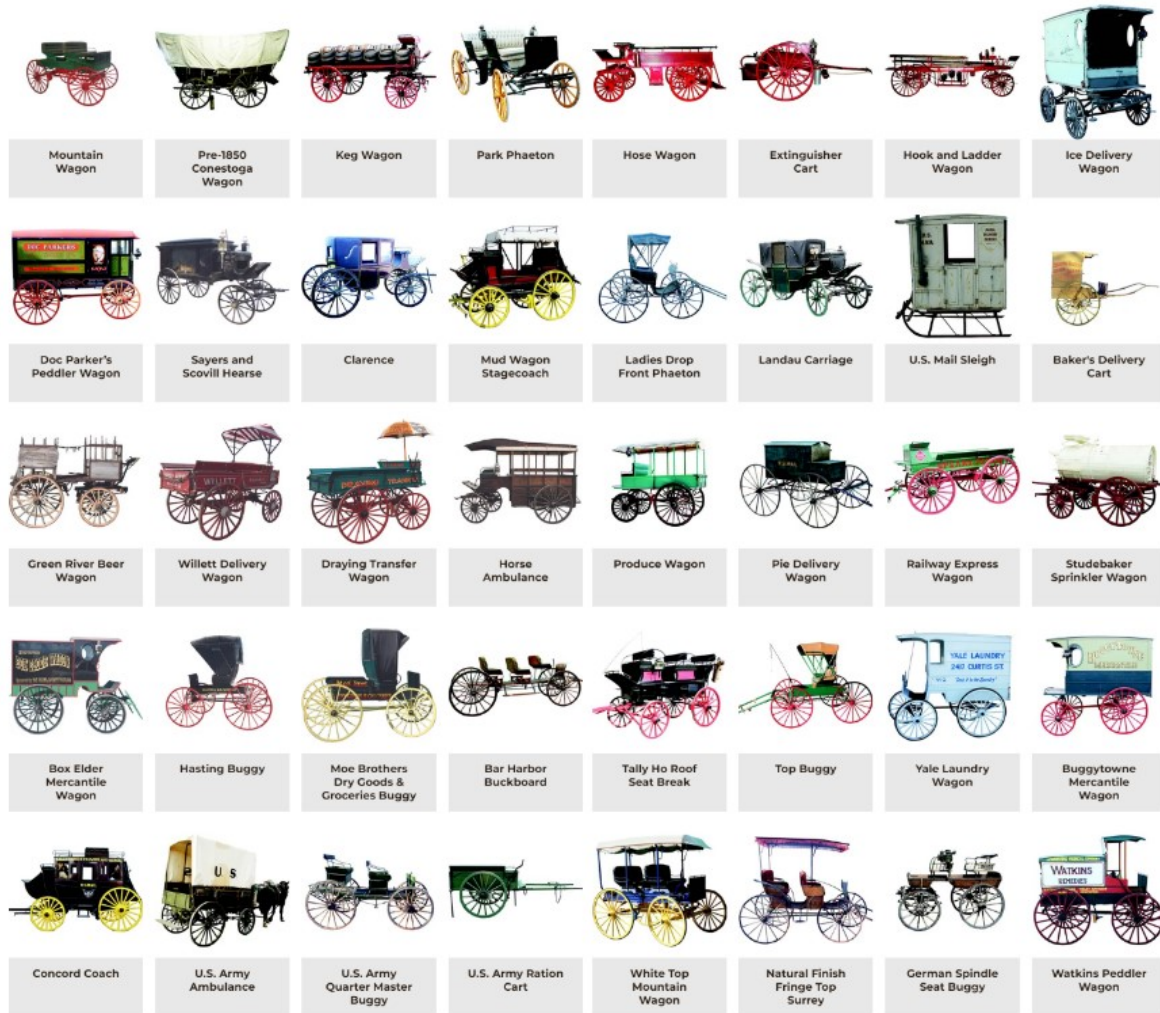 Mountain
Wagon
Pre-1850
Conestoga
Wagon
Keg Wagon
Park Phaeton
Hose Wagon
Extinguisher
Cart
Hook and Ladder
Wagon
Ice Delivery
Wagon
DOC PARKERS
Doc Parker's
Peddler Wagon
Sayers and
Scovill Hearse
Clarence
Mud Wagon
Stagecoach
Ladies Drop
Front Phaeton
Landau Carriage
U.S. Mail Sleigh
Baker's Delivery
Cart
WILLETT
Green River Beer
Wagon
Willett Delivery
Wagon
Draying Transfer
Wagon
Horse
Ambulance
Produce Wagon
Pie Delivery
Wagon
Railway Express
Wagon
Studebaker
Sprinkler Wagon
YALE LAUNDRY
CURTIS ST.
Box Elder
Mercantile
Wagon
Hasting Buggy
Moe Brothers
Dry Goods &
Groceries Buggy
Bar Harbor
Buckboard
Tally Ho Roof
Seat Break
Top Buggy
Yale Laundry
Wagon
Buggytowne
Mercantile
Wagon
U S
WATKINS
REMEDIES
Concord Coach
U.S. Army
Ambulance
U.S. Army
Quarter Master
Buggy
U.S. Army Ration
Cart
White Top
Mountain
Wagon
Natural Finish
Fringe Top
Surrey
German Spindle
Seat Buggy
Watkins Peddler
Wagon